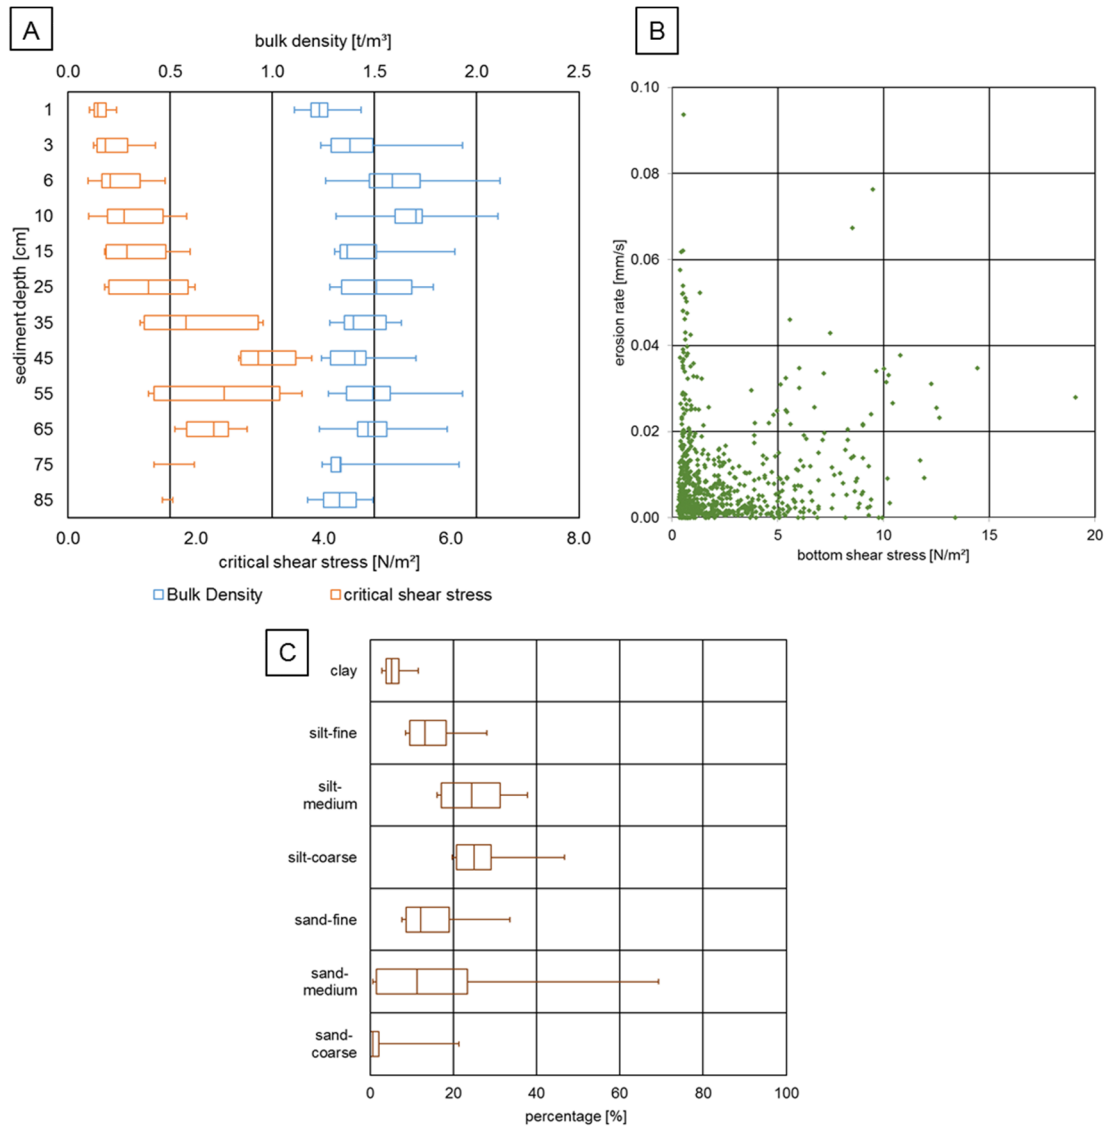 A
bulk density [t/m³]
0.0 0.5 1.0 1.5 2.0 2.5
sediment depth [cm]
1
3
6
10
15
25
35
45
55
65
75
85
0.0 2.0 4.0 6.0 8.0
critical shear stress [N/m²]
Bulk Density critical shear stress
B
erosion rate [mm/s]
0.10
0.08
0.06
0.04
0.02
0.00
0 5 10 15 20
bottom shear stress [N/m²]
C
clay
silt-fine
silt-
medium
silt-coarse
sand-fine
sand-
medium
sand-
coarse
0 20 40 60 80 100
percentage [%]